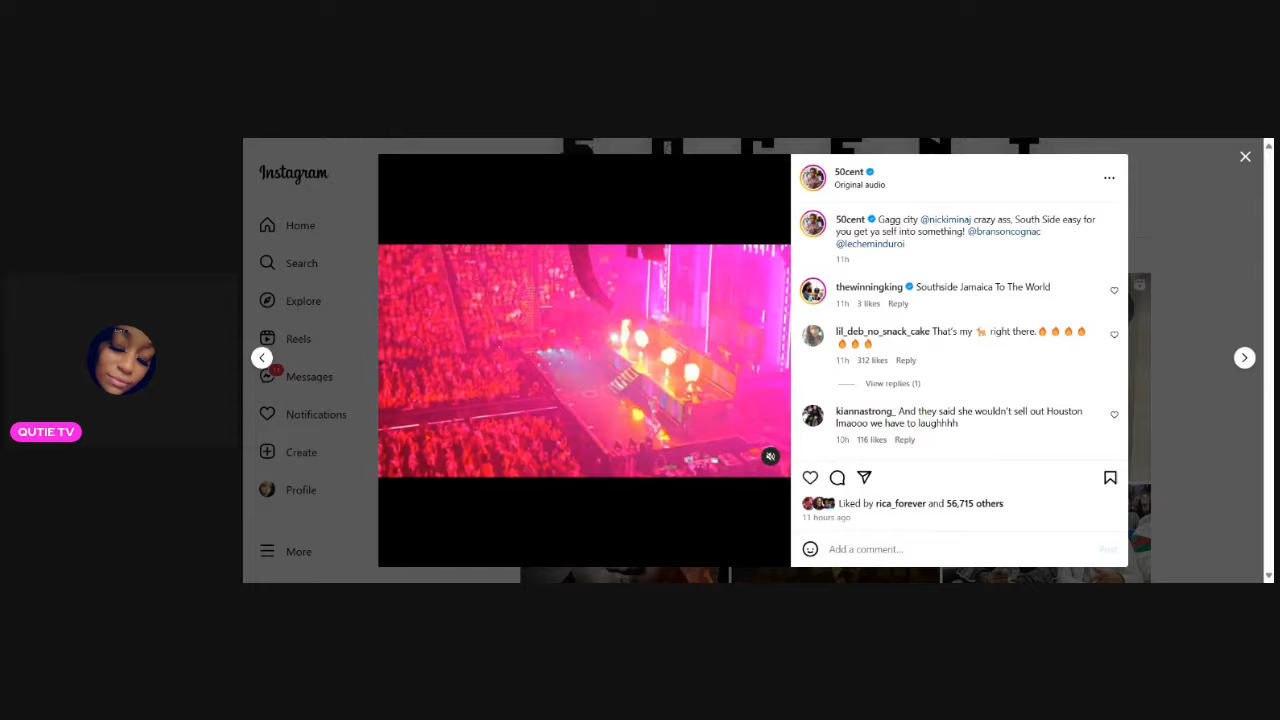 Instagram
Home
Search
Explore
Reels
Messages
Notifications
Create
Profile
More
QUTIE TV
50cent
Original audio
50cent Gagg city @nickiminaj crazy ass, South Side easy for
you get ya self into something! @bransoncognac
@lecheminduroi
11h
thewinningking Southside Jamaica To The World
11h 3 likes Reply
lil_deb_no_snack_cake That's my 🐐 right there.🔥🔥🔥🔥
🔥🔥🔥
11h 312 likes Reply
View replies (1)
kiannastrong_ And they said she wouldn't sell out Houston
lmaooo we have to laughhhh
10h 116 likes Reply
Liked by rica_forever and 56,715 others
11 hours ago
Add a comment...
Post